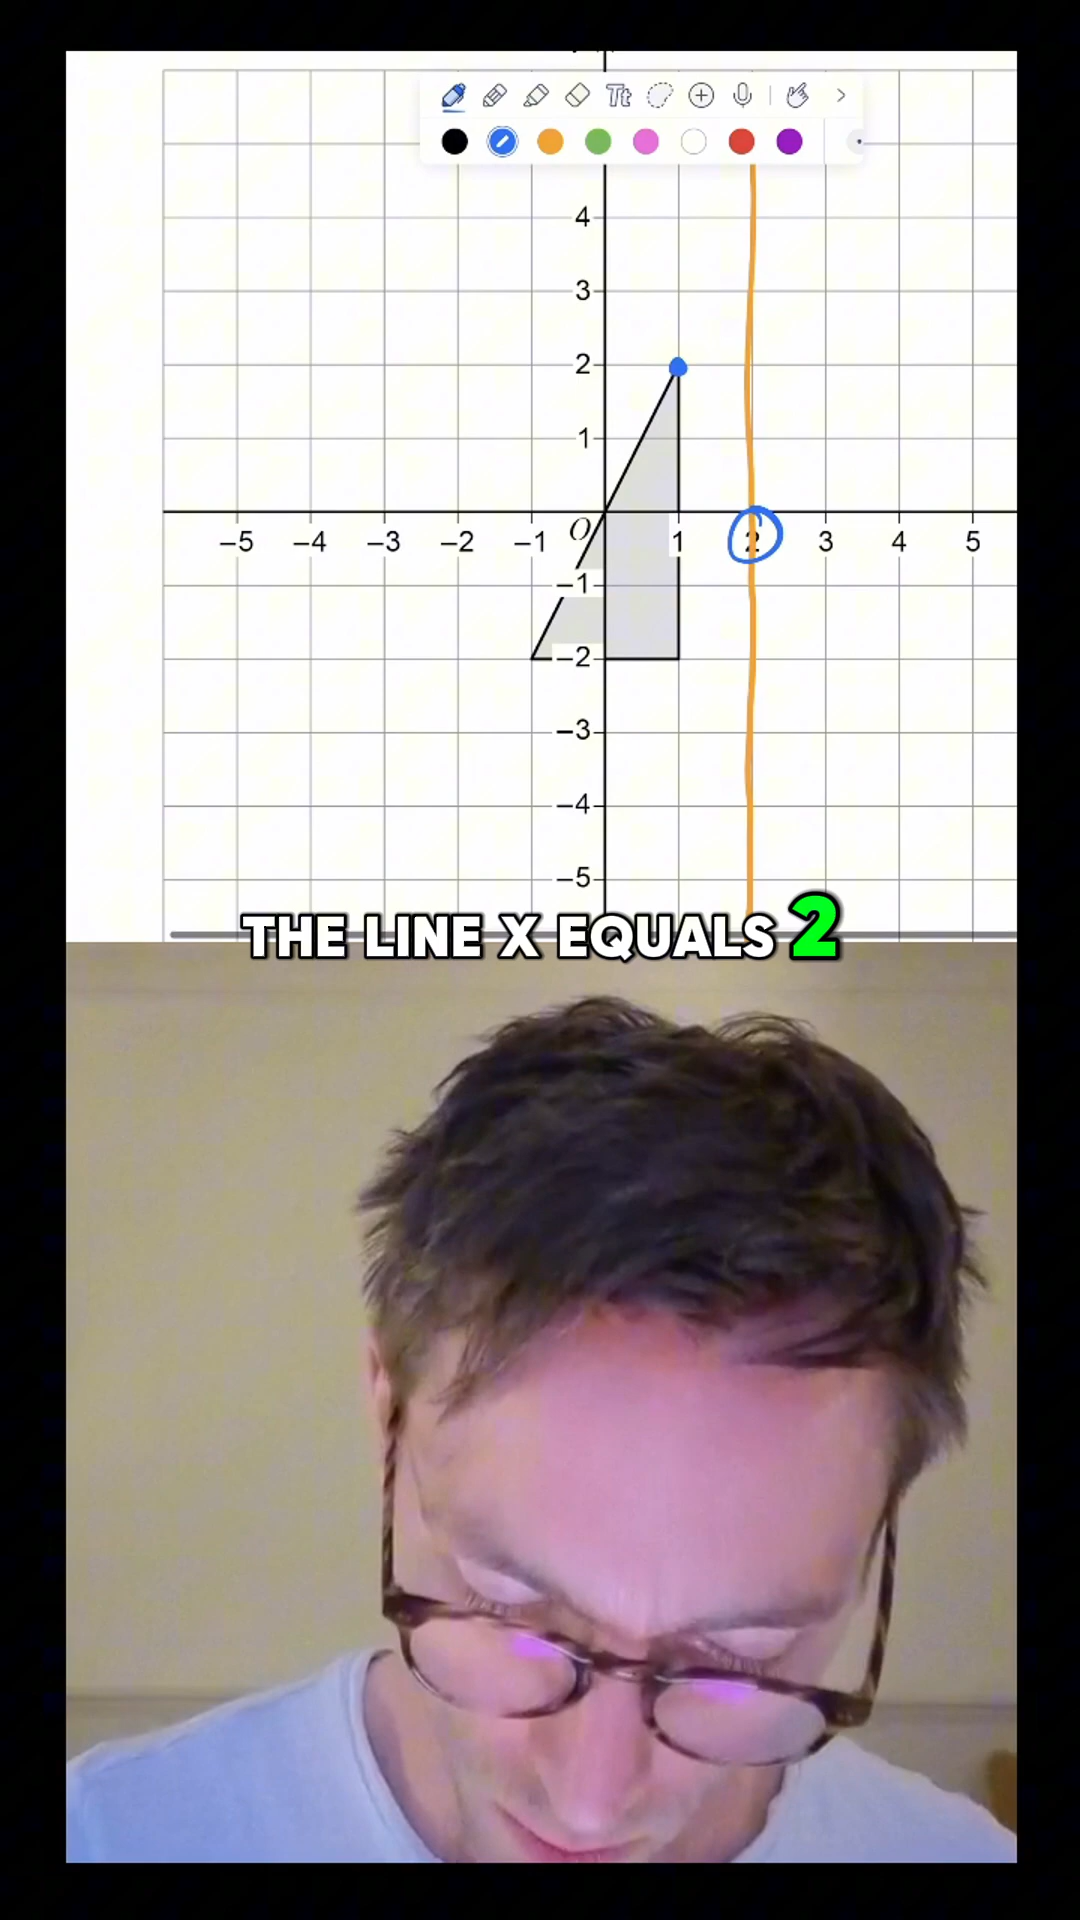 Tt
4
3
2
1
O
–5 –4 –3 –2 –1 1 2 3 4 5
–1
–2
–3
–4
–5
THE LINE X EQUALS 2